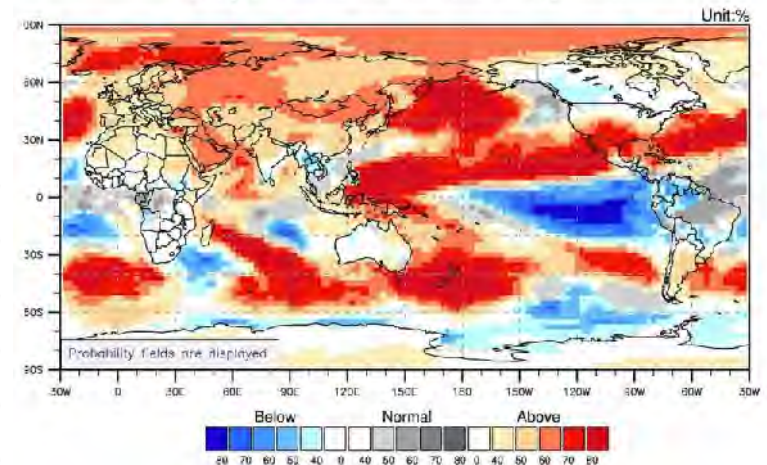 Unit:%
90N
60N
30N
0
30S
60S
90S
Probability fields are displayed
30W 0 30E 60E 90E 120E 150E 180 150W 120W 90W 60W 30W
Below Normal Above
80 70 60 50 40 0 40 50 60 70 80 0 40 50 60 70 80